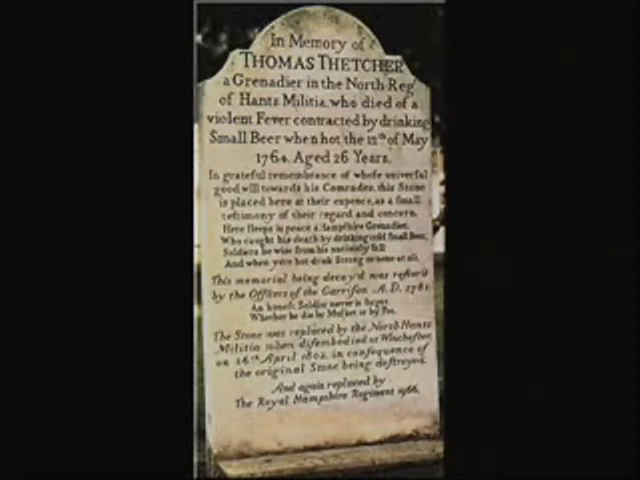 In Memory of
THOMAS THETCHER
a Grenadier in the North Reg
of Hants Militia, who died of a
violent Fever contracted by drinking
Small Beer when hot the 12th of May
1764. Aged 26 Years.
In grateful remembrance of whose universal
good will towards his Comrades, this Stone
is placed here at their expence, as a small
testimony of their regard and concern.
Here sleeps in peace a Hampshire Grenadier,
Who caught his death by drinking cold small Beer,
Soldiers be wise from his untimely fall
And when ye're hot drink Strong or none at all.
This memorial being decay'd was restor'd
by the Officers of the Garrison A.D. 1781
An honest Soldier never is forgot
Whether he die by Musket or by Pot.
The Stone was replaced by the North Hants
Militia when disembodied at Winchester,
on 26th April 1802, in consequence of
the original Stone being destroyed.
And again replaced by
The Royal Hampshire Regiment 1966.